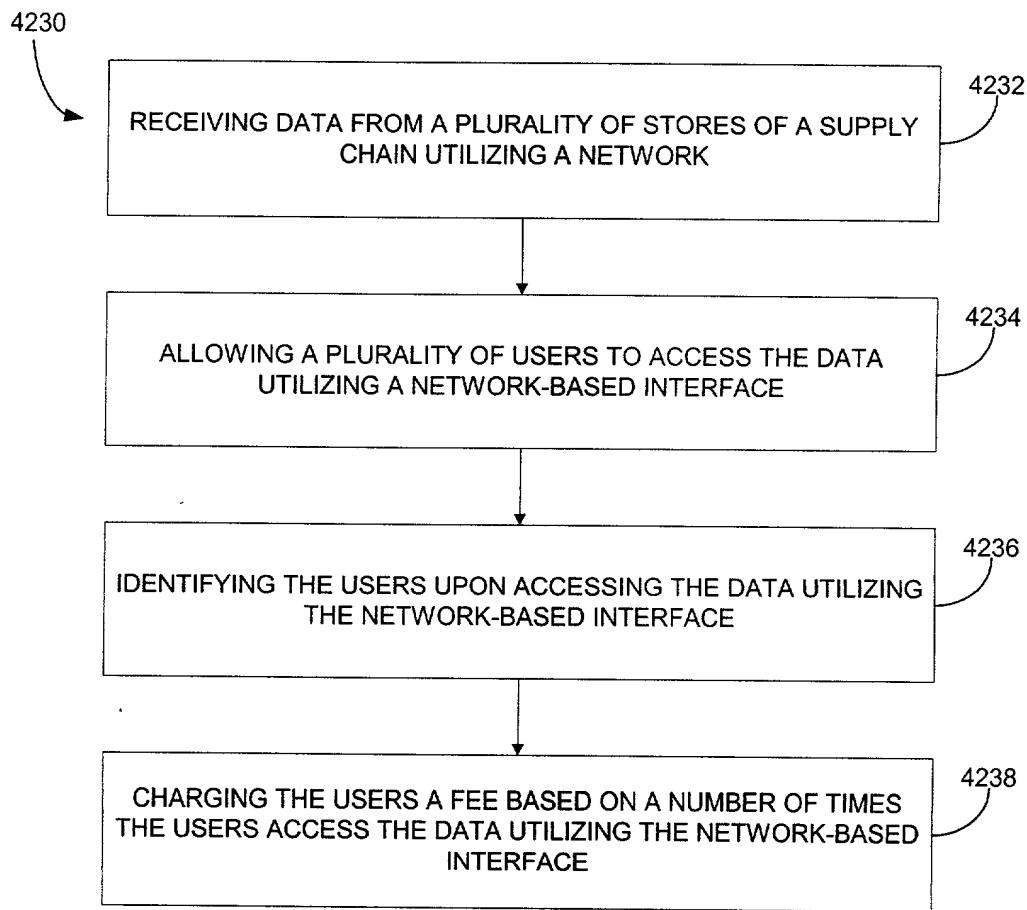 4230
4232
RECEIVING DATA FROM A PLURALITY OF STORES OF A SUPPLY
CHAIN UTILIZING A NETWORK
4234
ALLOWING A PLURALITY OF USERS TO ACCESS THE DATA
UTILIZING A NETWORK-BASED INTERFACE
4236
IDENTIFYING THE USERS UPON ACCESSING THE DATA UTILIZING
THE NETWORK-BASED INTERFACE
4238
CHARGING THE USERS A FEE BASED ON A NUMBER OF TIMES
THE USERS ACCESS THE DATA UTILIZING THE NETWORK-BASED
INTERFACE